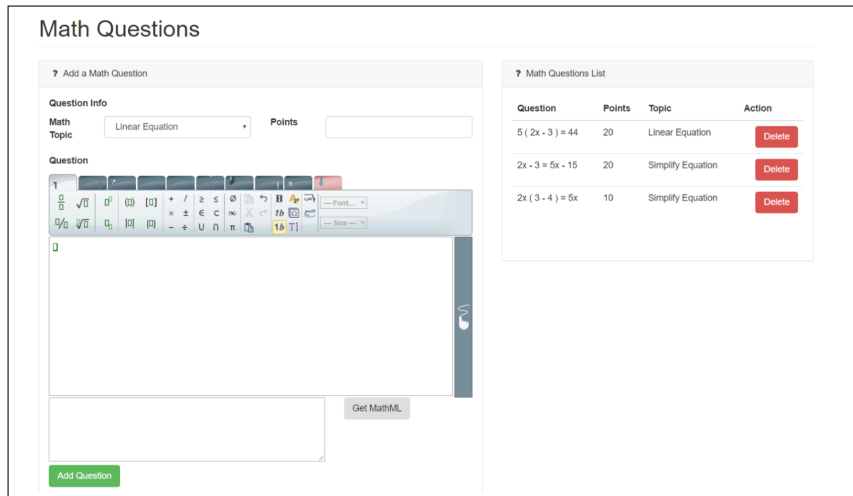 Math Questions
? Add a Math Question
Question Info
Math Topic
Linear Equation
Points
Question
1
+ / ≥ ≤ ∅
× ± ∈ ⊂ ∞
− ÷ ∪ ∩ π
B
1b
1b T
--- Font... ---
--- Size --- 
Get MathML
Add Question
? Math Questions List
Question Points Topic Action
5 ( 2x - 3 ) = 44 20 Linear Equation Delete
2x - 3 = 5x - 15 20 Simplify Equation Delete
2x ( 3 - 4 ) = 5x 10 Simplify Equation Delete